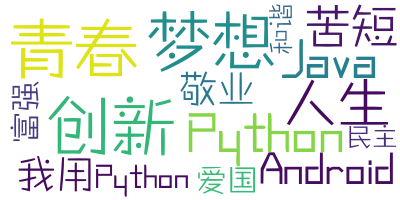 青春
梦想
和谐
苦短
Java
富强
敬业
人生
创新
Python
民主
我用Python
爱国
Android